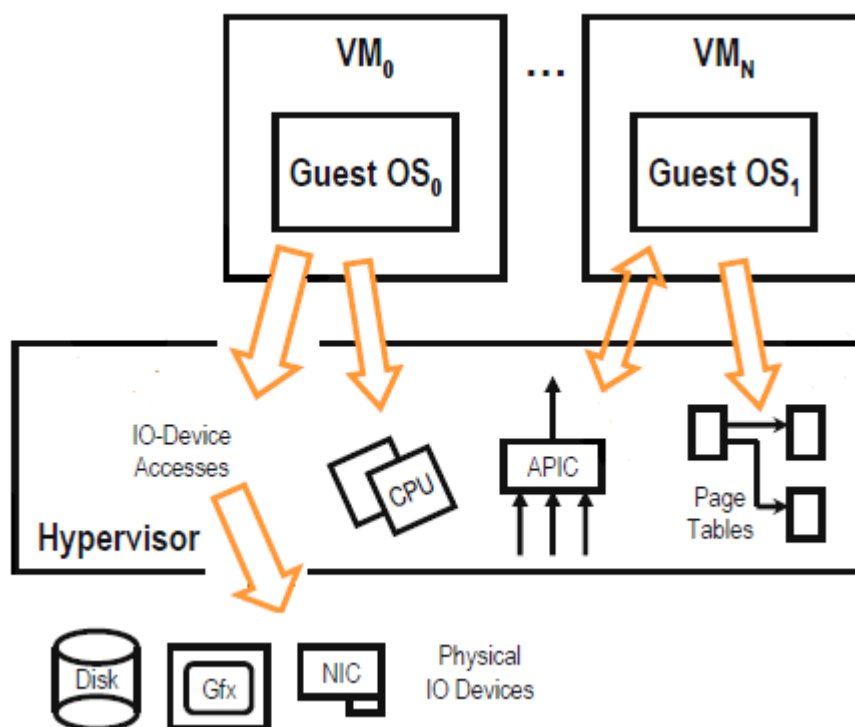 VM0
...
VMN
Guest OS0
Guest OS1
IO-Device
Accesses
CPU
APIC
Page
Tables
Hypervisor
Disk
Gfx
NIC
Physical
IO Devices